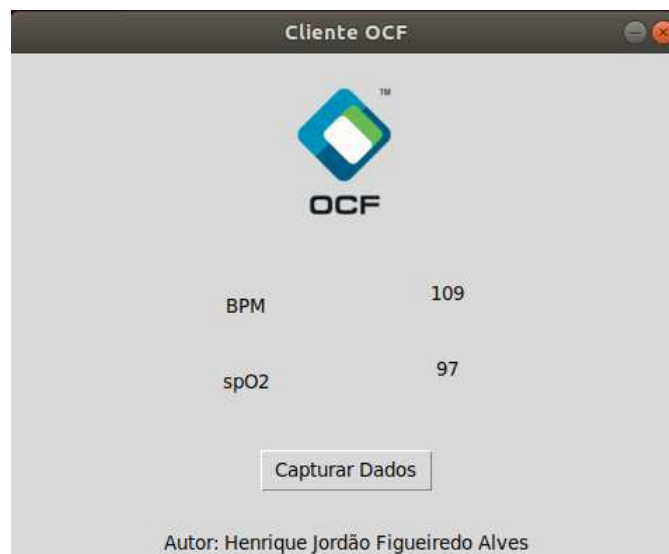 Cliente OCF
TM
OCF
BPM 109
spO2 97
Capturar Dados
Autor: Henrique Jordão Figueiredo Alves